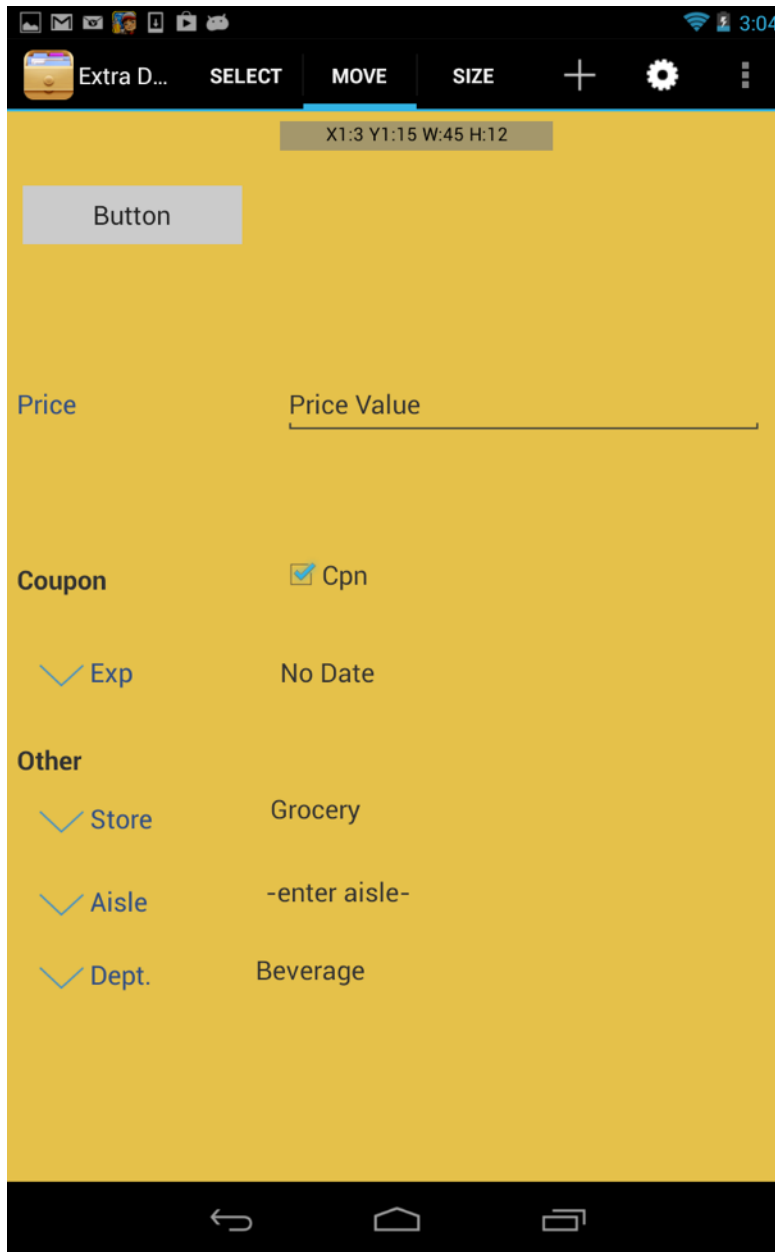 3:04
Extra D... SELECT MOVE SIZE
X1:3 Y1:15 W:45 H:12
Button
Price Price Value
Coupon Cpn
Exp No Date
Other
Store Grocery
Aisle -enter aisle-
Dept. Beverage